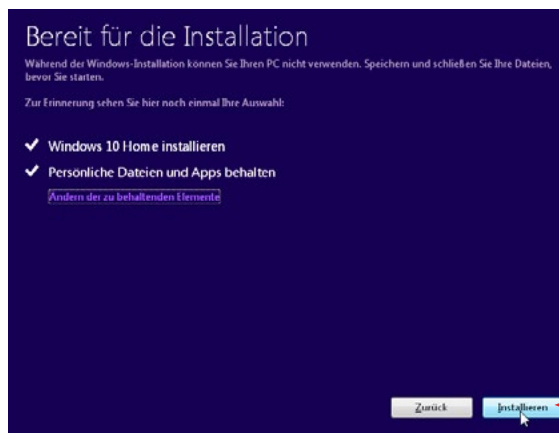 Bereit für die Installation
Während der Windows-Installation können Sie Ihren PC nicht verwenden. Speichern und schließen Sie Ihre Dateien,
bevor Sie starten.
Zur Erinnerung sehen Sie hier noch einmal Ihre Auswahl:
Windows 10 Home installieren
Persönliche Dateien und Apps behalten
Ändern der zu behaltenden Elemente
Zurück
Installieren